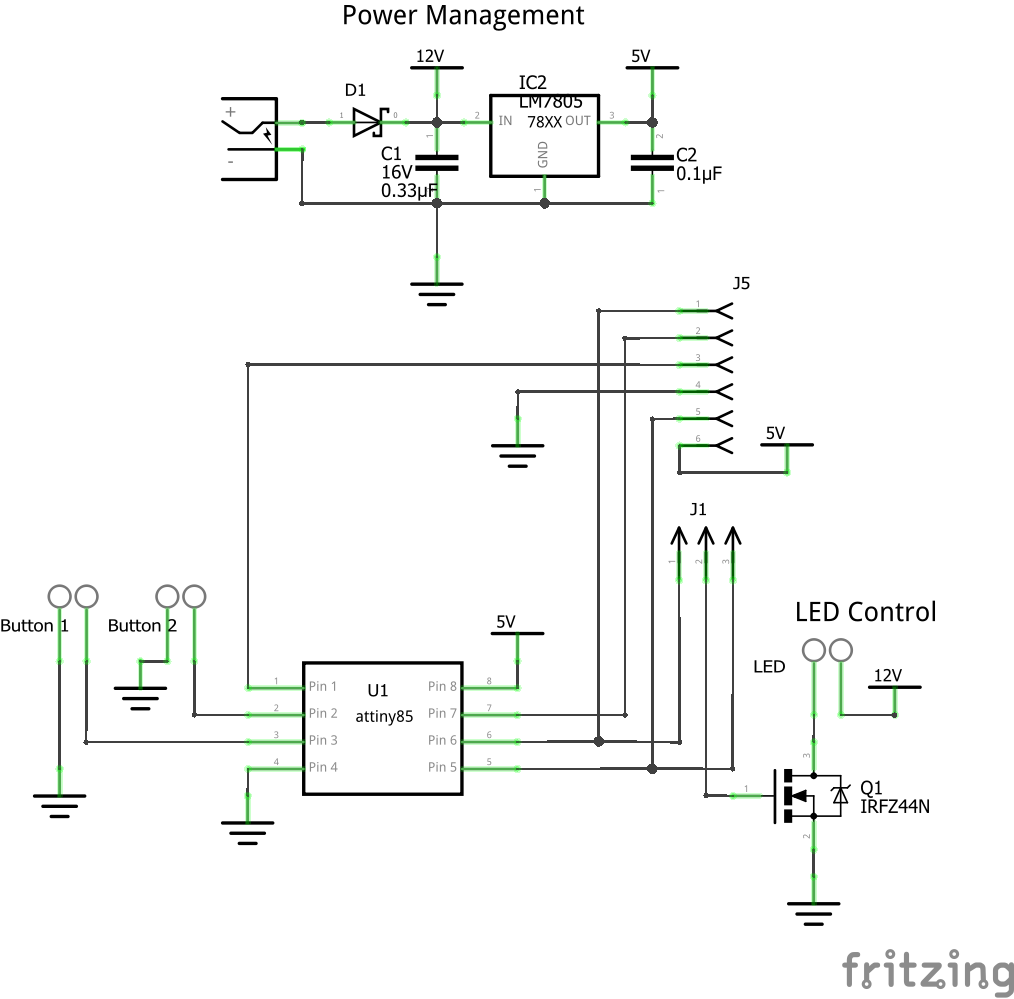 Power Management
12V
5V
D1
IC2
LM7805
+
1
0
2
IN
78XX
OUT
3
1
2
GND
C1
16V
0.33µF
C2
0.1µF
-
1
1
J5
1
2
3
4
5
6
5V
J1
1
2
3
Button 1
Button 2
LED Control
5V
LED
12V
U1
attiny85
1
Pin 1
Pin 8
8
2
Pin 2
Pin 7
7
3
Pin 3
Pin 6
6
4
Pin 4
Pin 5
5
3
1
Q1
IRFZ44N
2
fritzing